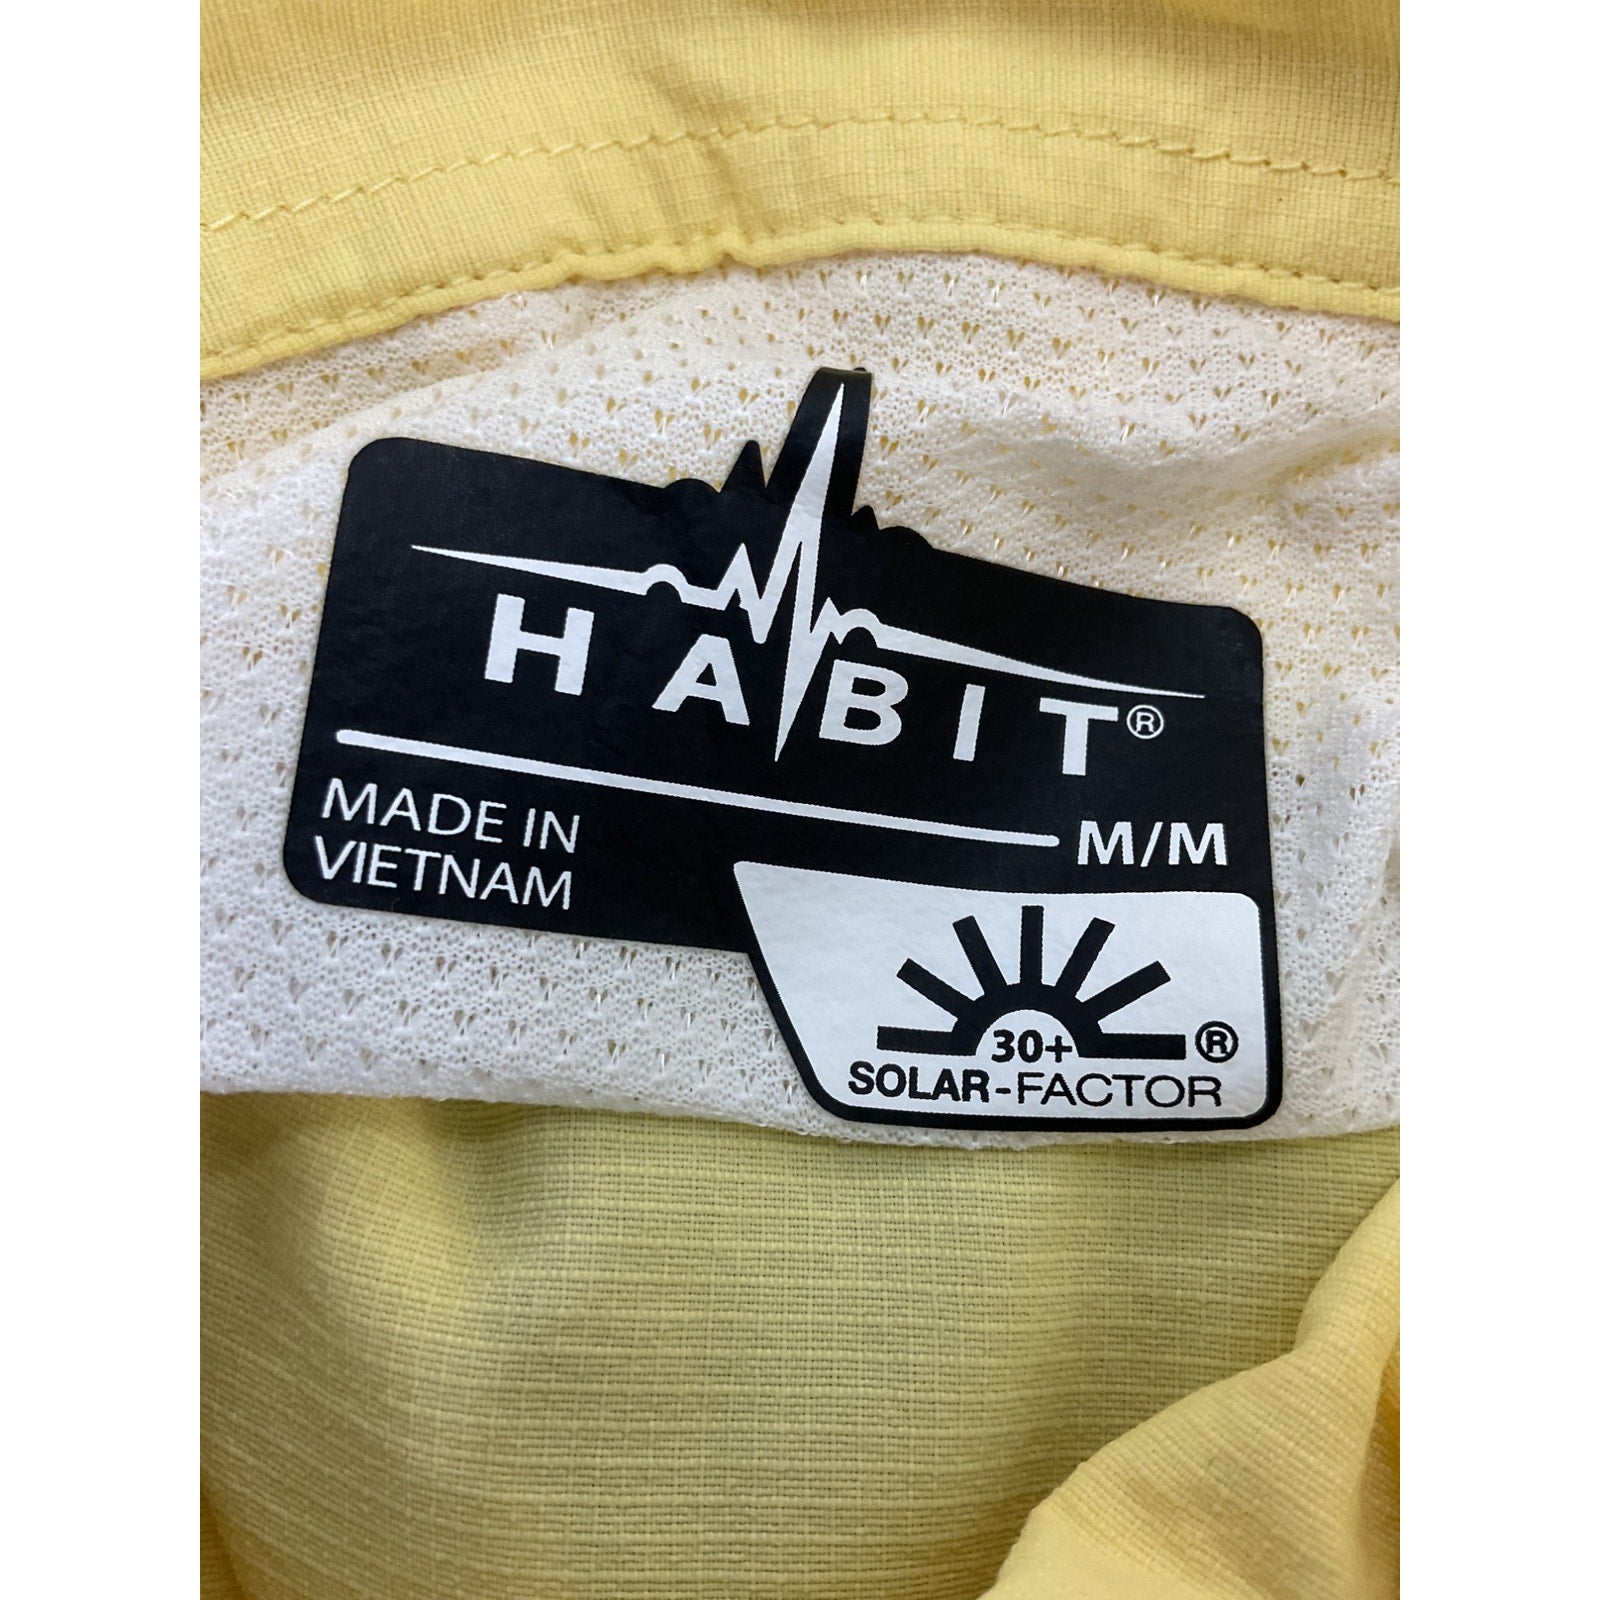 HABIT®
MADE IN
VIETNAM
M/M
30+
®
SOLAR-FACTOR